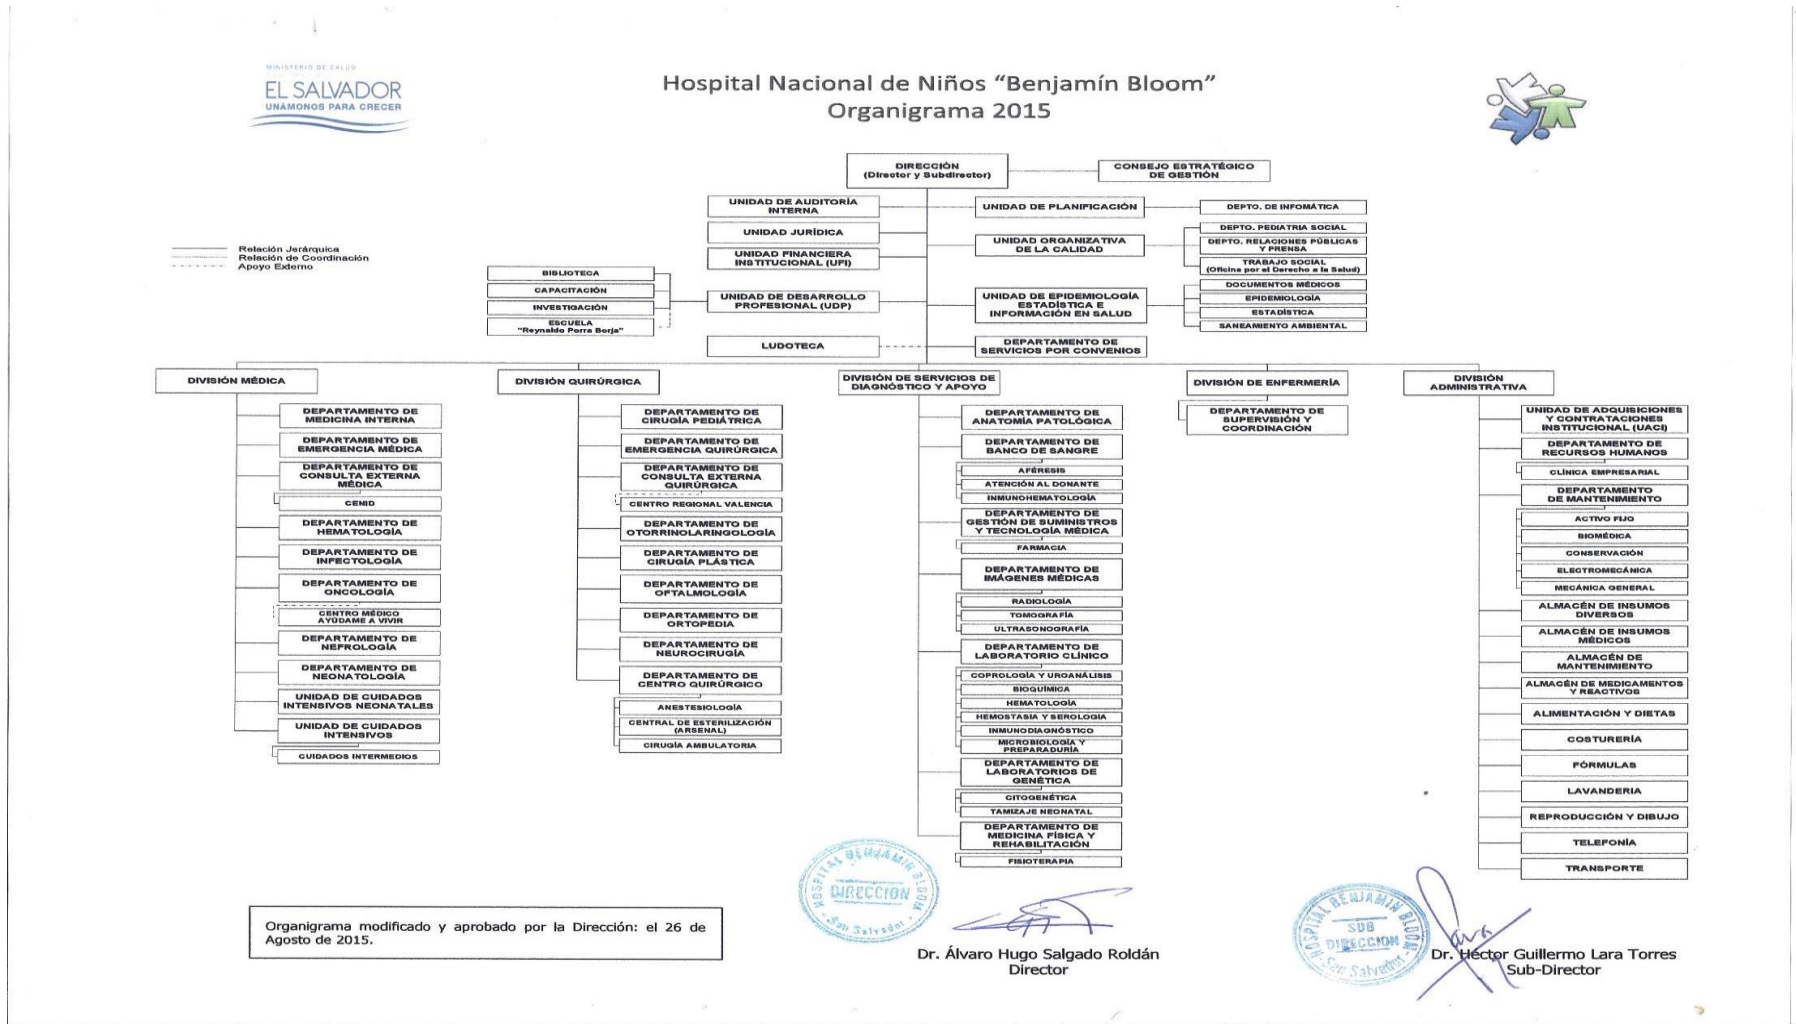 MINISTERIO DE SALUD
EL SALVADOR
UNÁMONOS PARA CRECER
Hospital Nacional de Niños “Benjamín Bloom”
Organigrama 2015
DIRECCIÓN
(Director y Subdirector)
CONSEJO ESTRATÉGICO
DE GESTIÓN
UNIDAD DE AUDITORÍA
INTERNA
UNIDAD JURÍDICA
UNIDAD FINANCIERA
INSTITUCIONAL (UFI)
UNIDAD DE PLANIFICACIÓN
DEPTO. DE INFOMÁTICA
UNIDAD ORGANIZATIVA
DE LA CALIDAD
DEPTO. PEDIATRIA SOCIAL
DEPTO. RELACIONES PÚBLICAS
Y PRENSA
TRABAJO SOCIAL
(Oficina por el Derecho a la Salud)
Relación Jerárquica
Relación de Coordinación
Apoyo Externo
BIBLIOTECA
CAPACITACIÓN
INVESTIGACIÓN
ESCUELA
"Reynaldo Porra Borja"
UNIDAD DE DESARROLLO
PROFESIONAL (UDP)
UNIDAD DE EPIDEMIOLOGÍA
ESTADÍSTICA E
INFORMACIÓN EN SALUD
DOCUMENTOS MÉDICOS
EPIDEMIOLOGÍA
ESTADÍSTICA
SANEAMIENTO AMBIENTAL
LUDOTECA
DEPARTAMENTO DE
SERVICIOS POR CONVENIOS
DIVISIÓN MÉDICA
DEPARTAMENTO DE
MEDICINA INTERNA
DEPARTAMENTO DE
EMERGENCIA MÉDICA
DEPARTAMENTO DE
CONSULTA EXTERNA
MÉDICA
CENID
DEPARTAMENTO DE
HEMATOLOGÍA
DEPARTAMENTO DE
INFECTOLOGÍA
DEPARTAMENTO DE
ONCOLOGÍA
CENTRO MÉDICO
AYÚDAME A VIVIR
DEPARTAMENTO DE
NEFROLOGÍA
DEPARTAMENTO DE
NEONATOLOGÍA
UNIDAD DE CUIDADOS
INTENSIVOS NEONATALES
UNIDAD DE CUIDADOS
INTENSIVOS
CUIDADOS INTERMEDIOS
DIVISIÓN QUIRÚRGICA
DEPARTAMENTO DE
CIRUGÍA PEDIÁTRICA
DEPARTAMENTO DE
EMERGENCIA QUIRÚRGICA
DEPARTAMENTO DE
CONSULTA EXTERNA
QUIRÚRGICA
CENTRO REGIONAL VALENCIA
DEPARTAMENTO DE
OTORRINOLARINGOLOGÍA
DEPARTAMENTO DE
CIRUGÍA PLÁSTICA
DEPARTAMENTO DE
OFTALMOLOGÍA
DEPARTAMENTO DE
ORTOPEDIA
DEPARTAMENTO DE
NEUROCIRUGÍA
DEPARTAMENTO DE
CENTRO QUIRÚRGICO
ANESTESIOLOGÍA
CENTRAL DE ESTERILIZACIÓN
(ARSENAL)
CIRUGÍA AMBULATORIA
DIVISIÓN DE SERVICIOS DE
DIAGNÓSTICO Y APOYO
DEPARTAMENTO DE
ANATOMÍA PATOLÓGICA
DEPARTAMENTO DE
BANCO DE SANGRE
AFÉRESIS
ATENCIÓN AL DONANTE
INMUNOHEMATOLOGÍA
DEPARTAMENTO DE
GESTIÓN DE SUMINISTROS
Y TECNOLOGÍA MÉDICA
FARMACIA
DEPARTAMENTO DE
IMÁGENES MÉDICAS
RADIOLOGÍA
TOMOGRAFÍA
ULTRASONOGRAFÍA
DEPARTAMENTO DE
LABORATORIO CLÍNICO
COPROLOGÍA Y UROANÁLISIS
BIOQUÍMICA
HEMATOLOGÍA
HEMOSTASIA Y SEROLOGIA
INMUNODIAGNÓSTICO
MICROBIOLOGÍA Y
PREPARADURÍA
DEPARTAMENTO DE
LABORATORIOS DE
GENÉTICA
CITOGENÉTICA
TAMIZAJE NEONATAL
DEPARTAMENTO DE
MEDICINA FÍSICA Y
REHABILITACIÓN
FISIOTERAPIA
DIVISIÓN DE ENFERMERÍA
DEPARTAMENTO DE
SUPERVISIÓN Y
COORDINACIÓN
DIVISIÓN
ADMINISTRATIVA
UNIDAD DE ADQUISICIONES
Y CONTRATACIONES
INSTITUCIONAL (UACI)
DEPARTAMENTO DE
RECURSOS HUMANOS
CLÍNICA EMPRESARIAL
DEPARTAMENTO
DE MANTENIMIENTO
ACTIVO FIJO
BIOMÉDICA
CONSERVACIÓN
ELECTROMECÁNICA
MECÁNICA GENERAL
ALMACÉN DE INSUMOS
DIVERSOS
ALMACÉN DE INSUMOS
MÉDICOS
ALMACÉN DE
MANTENIMIENTO
ALMACÉN DE MEDICAMENTOS
Y REACTIVOS
ALIMENTACIÓN Y DIETAS
COSTURERÍA
FÓRMULAS
LAVANDERIA
REPRODUCCIÓN Y DIBUJO
TELEFONÍA
TRANSPORTE
Organigrama modificado y aprobado por la Dirección: el 26 de
Agosto de 2015.
HOSPITAL BENJAMIN BLOOM
DIRECCION
San Salvador
Dr. Álvaro Hugo Salgado Roldán
Director
HOSPITAL BENJAMIN BLOOM
SUB
DIRECCION
San Salvador
Dr. Héctor Guillermo Lara Torres
Sub-Director